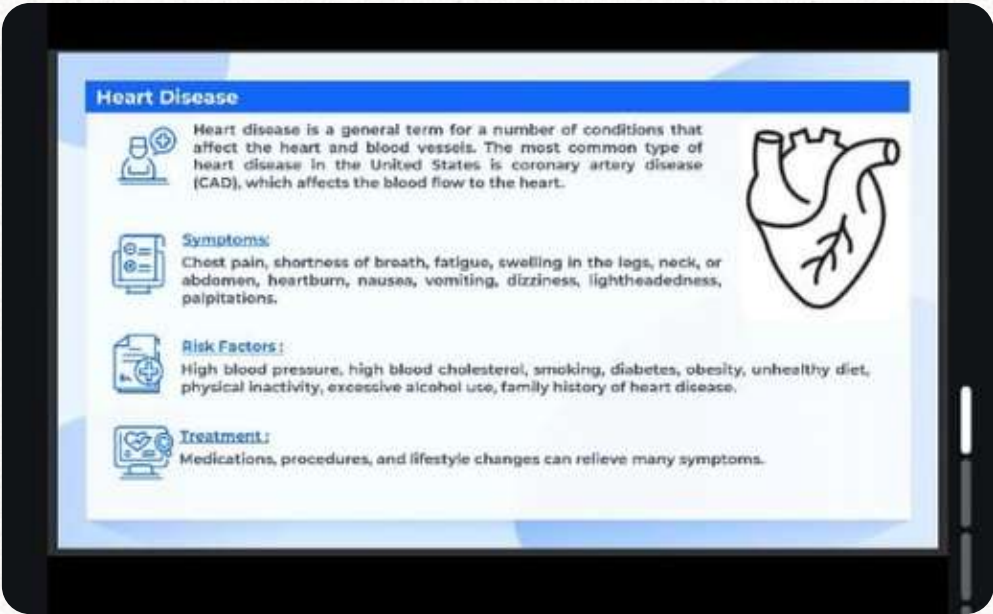 Heart Disease
Heart disease is a general term for a number of conditions that
affect the heart and blood vessels. The most common type of
heart disease in the United States is coronary artery disease
(CAD), which affects the blood flow to the heart.
Symptoms:
Chest pain, shortness of breath, fatigue, swelling in the legs, neck, or
abdomen, heartburn, nausea, vomiting, dizziness, lightheadedness,
palpitations.
Risk Factors :
High blood pressure, high blood cholesterol, smoking, diabetes, obesity, unhealthy diet,
physical inactivity, excessive alcohol use, family history of heart disease.
Treatment :
Medications, procedures, and lifestyle changes can relieve many symptoms.